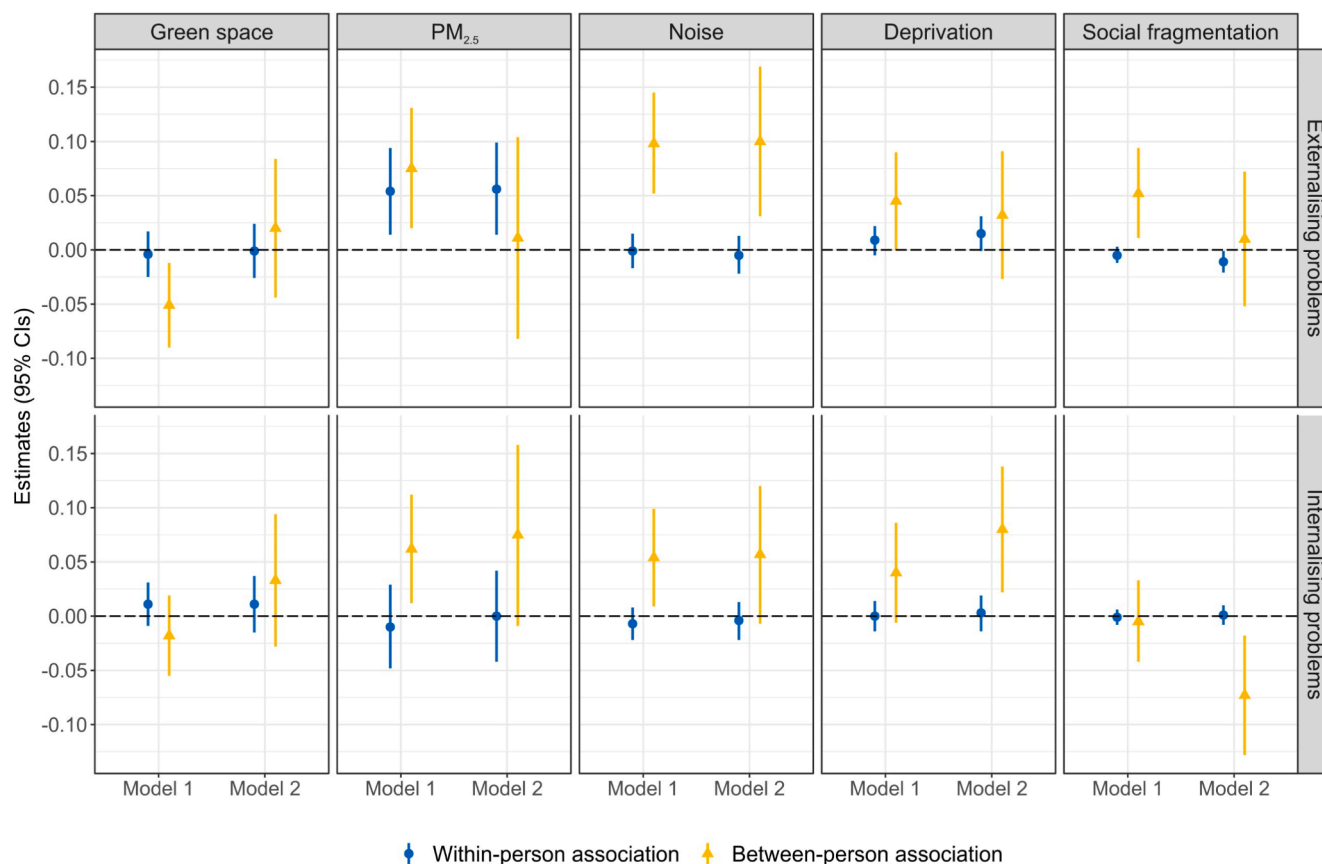 Green space
PM2.5
Noise
Deprivation
Social fragmentation
Estimates (95% CIs)
0.15
0.10
0.05
0.00
-0.05
-0.10
Externalising problems
0.15
0.10
0.05
0.00
-0.05
-0.10
Internalising problems
Model 1 Model 2
Model 1 Model 2
Model 1 Model 2
Model 1 Model 2
Model 1 Model 2
Within-person association
Between-person association